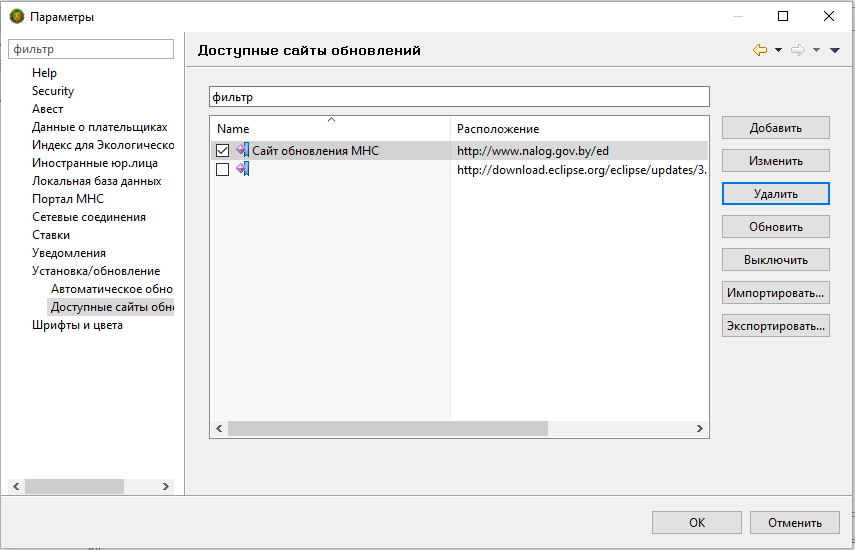 Параметры
фильтр
Help
Security
Авест
Данные о плательщиках
Индекс для Экологическо
Иностранные юр.лица
Локальная база данных
Портал МНС
Сетевые соединения
Ставки
Уведомления
Установка/обновление
Автоматическое обно
Доступные сайты обн
Шрифты и цвета
Доступные сайты обновлений
фильтр
Name Расположение
Сайт обновления МНС http://www.nalog.gov.by/ed
http://download.eclipse.org/eclipse/updates/3.
Добавить
Изменить
Удалить
Обновить
Выключить
Импортировать...
Экспортировать...
OK Отменить